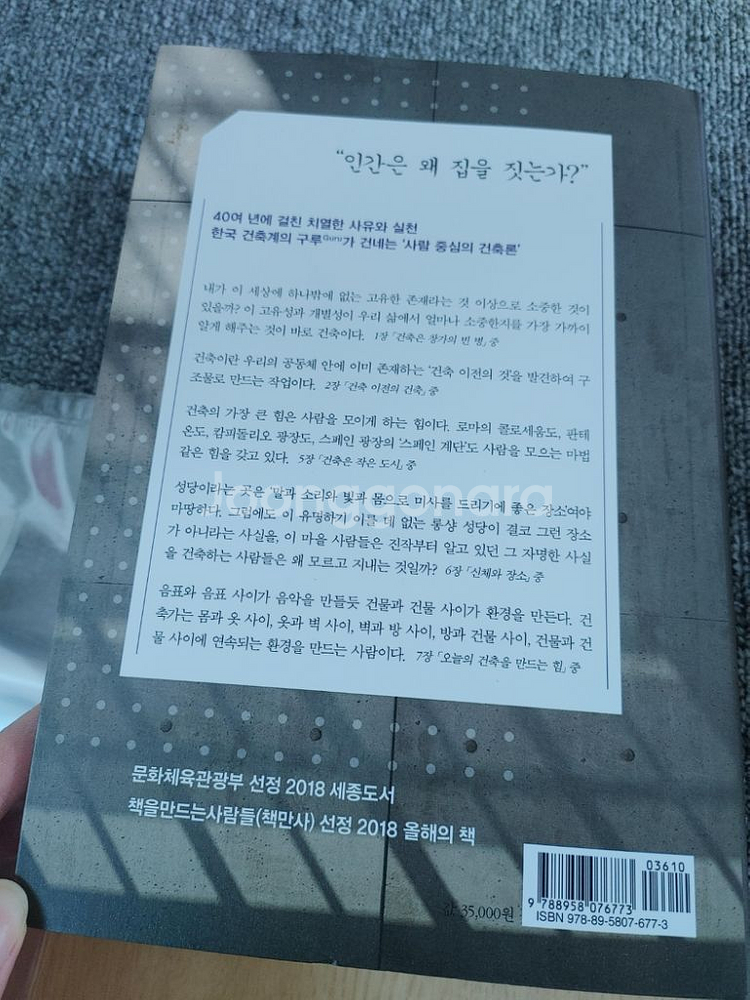 “인간은 왜 집을 짓는가?”
40여 년에 걸친 치열한 사유와 실천
한국 건축계의 구루Guru가 건네는 ‘사람 중심의 건축론’
내가 이 세상에 하나밖에 없는 고유한 존재라는 것 이상으로 소중한 것이
있을까? 이 고유성과 개별성이 우리 삶에서 얼마나 소중한지를 가장 가까이
알게 해주는 것이 바로 건축이다. 1장 「건축은 장가의 빈 병」 중
건축이란 우리의 공동체 안에 이미 존재하는 ‘건축 이전의 것’을 발견하여 구
조물로 만드는 작업이다. 2장 「건축 이전의 건축」 중
건축의 가장 큰 힘은 사람을 모이게 하는 힘이다. 로마의 콜로세움도, 판테
온도, 캄피돌리오 광장도, 스페인 광장의 ‘스페인 계단’도 사람을 모으는 마법
같은 힘을 갖고 있다. 5장 「건축은 작은 도시」 중
성당이라는 곳은 ‘말과 소리와 빛과 몸으로 미사를 드리기에 좋은 장소’여야
마땅하다. 그럼에도 이 유명하기 이를 데 없는 롱샹 성당이 결코 그런 장소
가 아니라는 사실을, 이 마을 사람들은 진작부터 알고 있던 그 자명한 사실
을 건축하는 사람들은 왜 모르고 지내는 것일까? 6장 「신체와 장소」 중
음표와 음표 사이가 음악을 만들듯 건물과 건물 사이가 환경을 만든다. 건
축가는 몸과 옷 사이, 옷과 벽 사이, 벽과 방 사이, 방과 건물 사이, 건물과 건
물 사이에 연속되는 환경을 만드는 사람이다. 7장 「오늘의 건축을 만드는 힘」 중
문화체육관광부 선정 2018 세종도서
책을만드는사람들(책만사) 선정 2018 올해의 책
03610
값 35,000원
9 788958 076773
ISBN 978-89-5807-677-3